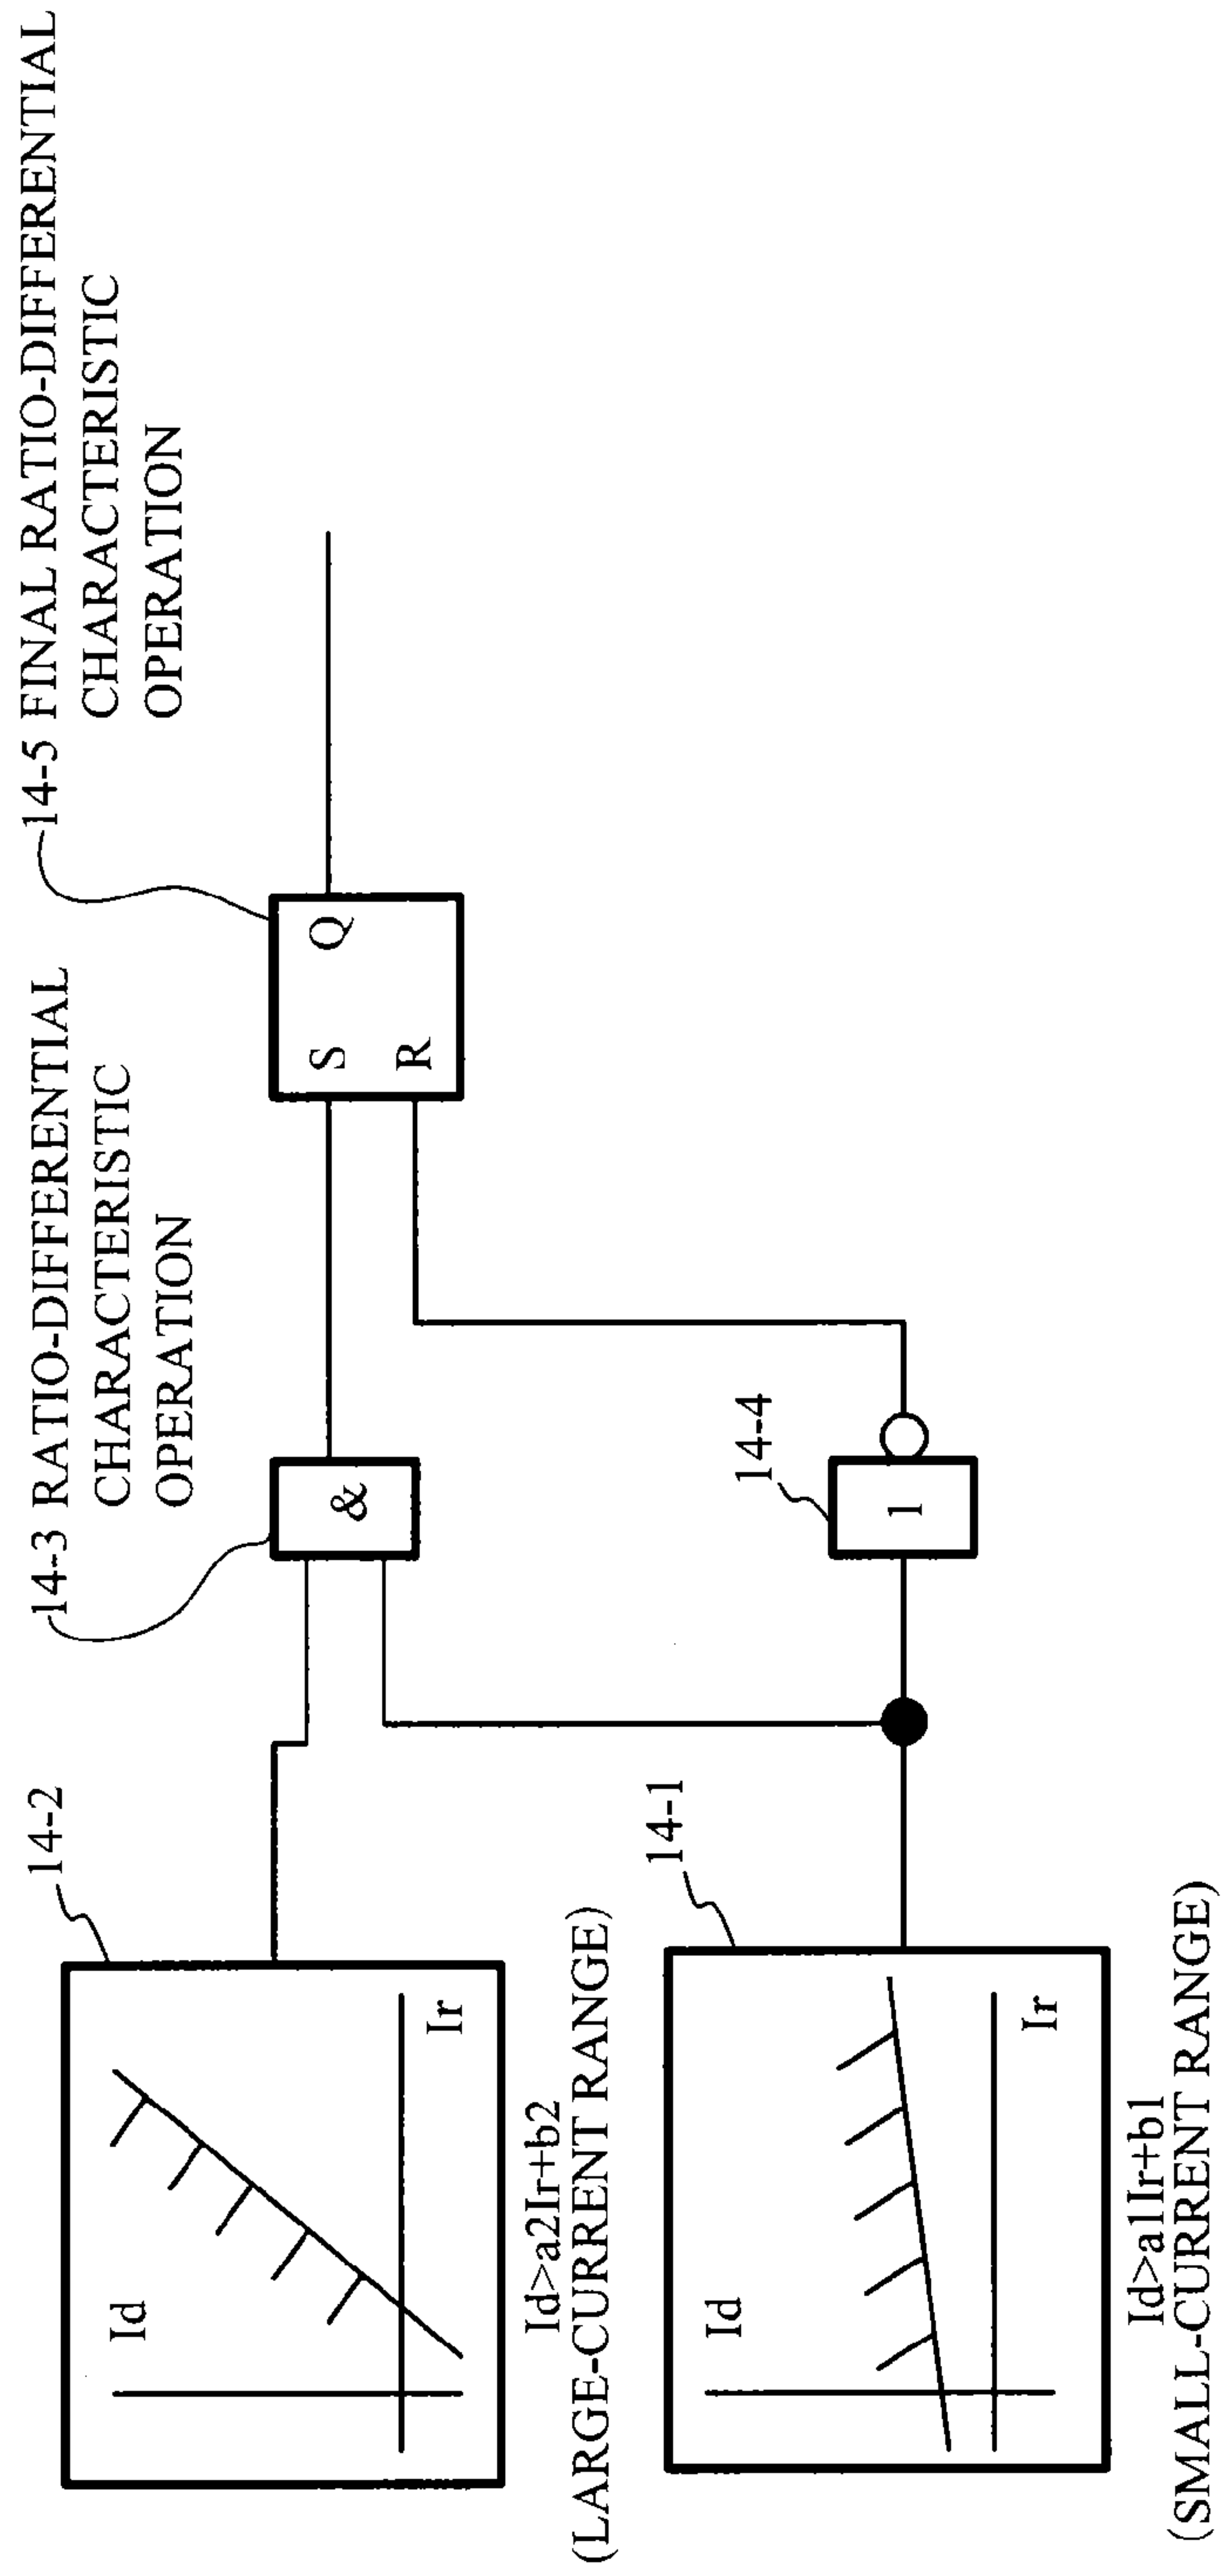 14-2
Id
Ir
Id>a2Ir+b2
(LARGE-CURRENT RANGE)
14-1
Id
Ir
Id>a1Ir+b1
(SMALL-CURRENT RANGE)
14-3 RATIO-DIFFERENTIAL
CHARACTERISTIC
OPERATION
&
14-4
1
14-5 FINAL RATIO-DIFFERENTIAL
CHARACTERISTIC
OPERATION
S Q
R